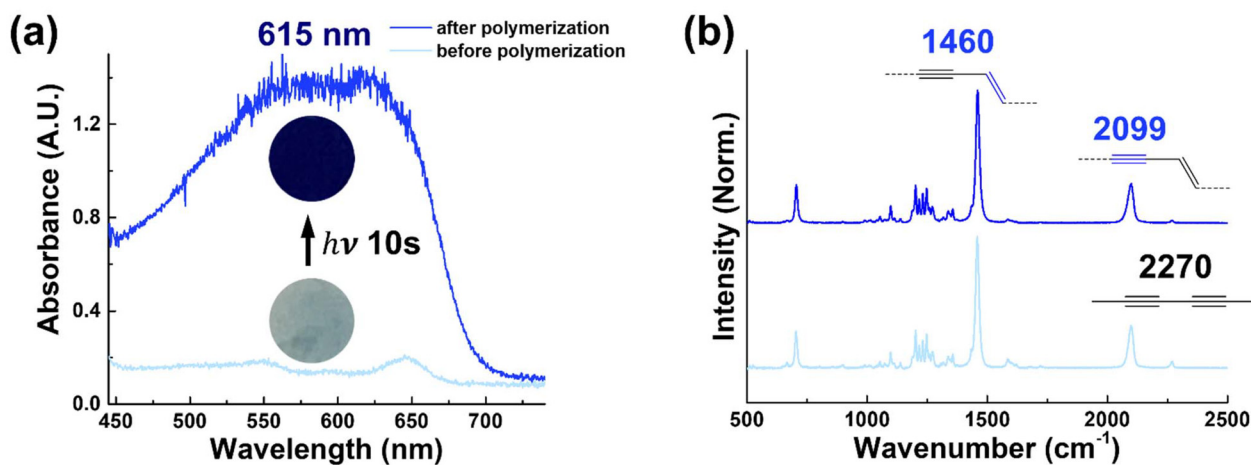 (a)
615 nm
after polymerization
before polymerization
Absorbance (A.U.)
1.2
0.8
0.4
0.0
hν 10s
450 500 550 600 650 700
Wavelength (nm)
(b)
1460
2099
2270
Intensity (Norm.)
500 1000 1500 2000 2500
Wavenumber (cm⁻¹)